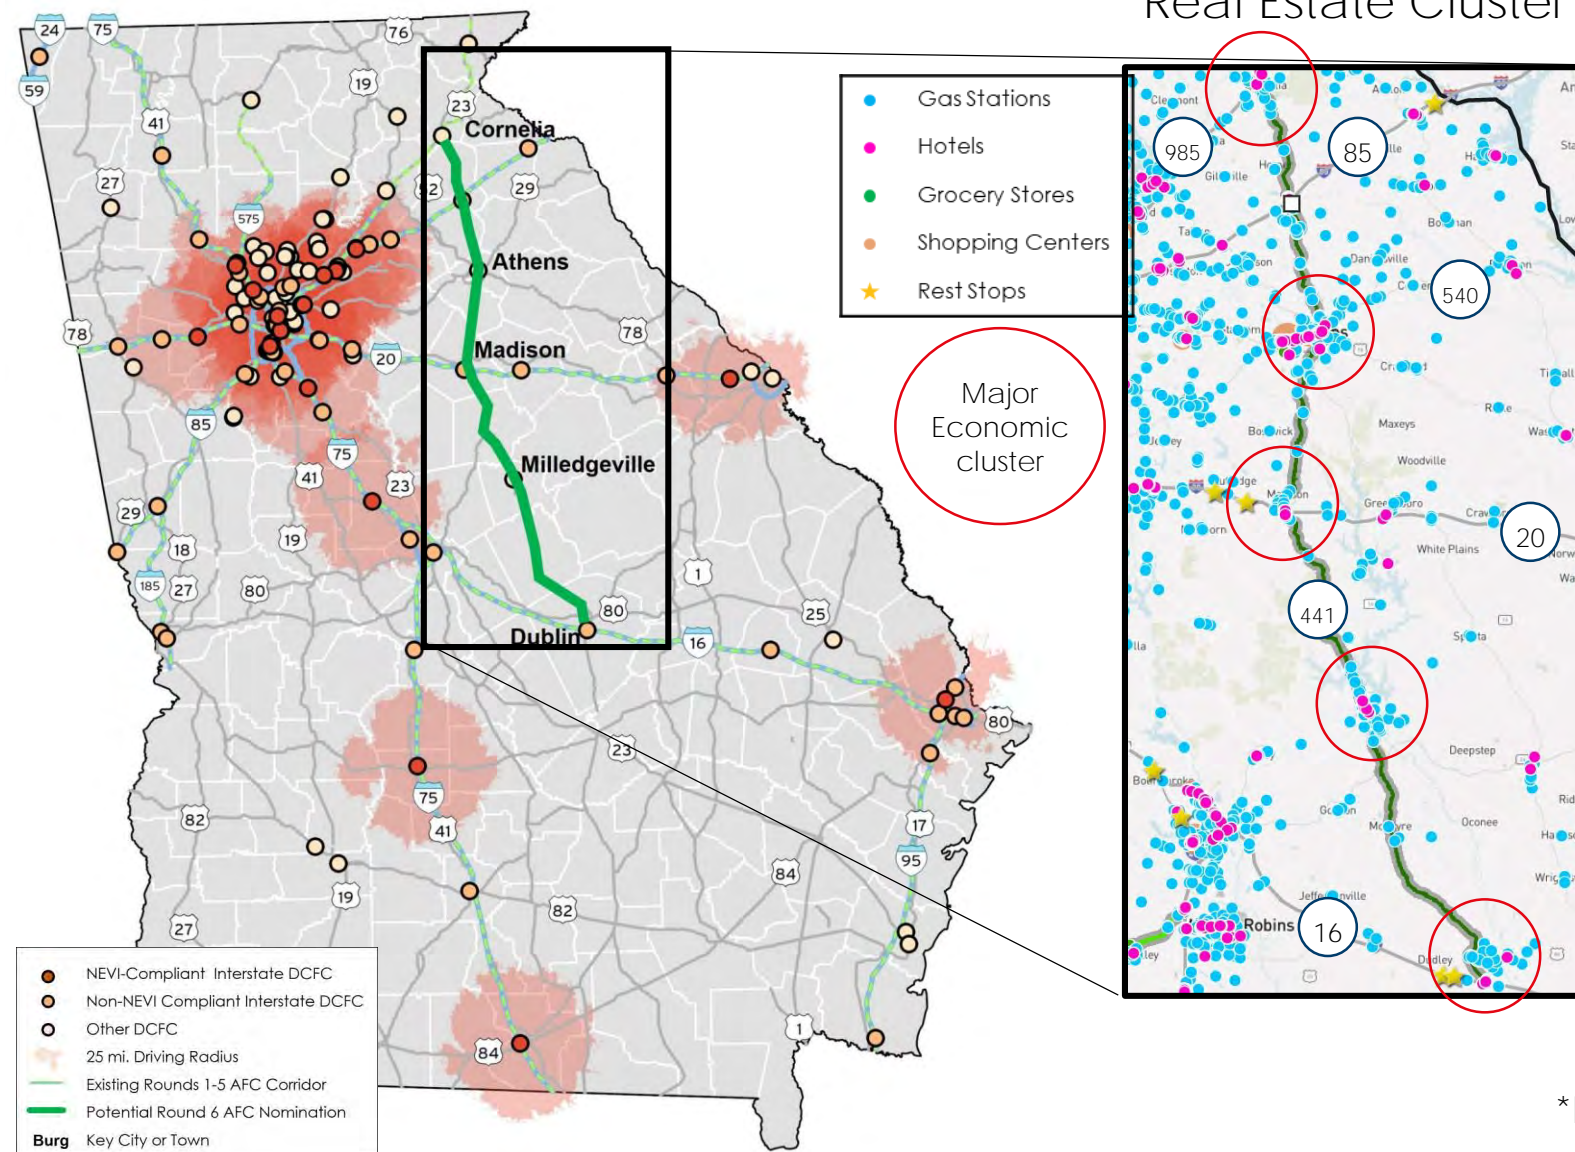 Real Estate Cluster
24
75
76
59
19
23
Cornelia
41
27
52
29
575
Athens
78
78
Madison
20
85
75
Milledgeville
41
23
29
18
19
185
27
80
1
80
25
Dublin
16
80
23
75
82
41
17
95
84
19
82
27
84
1
NEVI-Compliant Interstate DCFC
Non-NEVI Compliant Interstate DCFC
Other DCFC
25 mi. Driving Radius
Existing Rounds 1-5 AFC Corridor
Potential Round 6 AFC Nomination
Burg Key City or Town
Gas Stations
Hotels
Grocery Stores
Shopping Centers
Rest Stops
Major
Economic
cluster
985
85
540
Maxeys
Woodville
20
White Plains
441
Deepstep
Oconee
16
Robins
Dudley
*